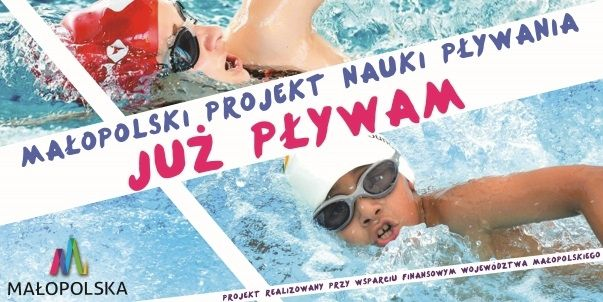 MAŁOPOLSKI PROJEKT NAUKI PŁYWANIA
JUŻ PŁYWAM
MAŁOPOLSKA
PROJEKT REALIZOWANY PRZY WSPARCIU FINANSOWYM WOJEWÓDZTWA MAŁOPOLSKIEGO